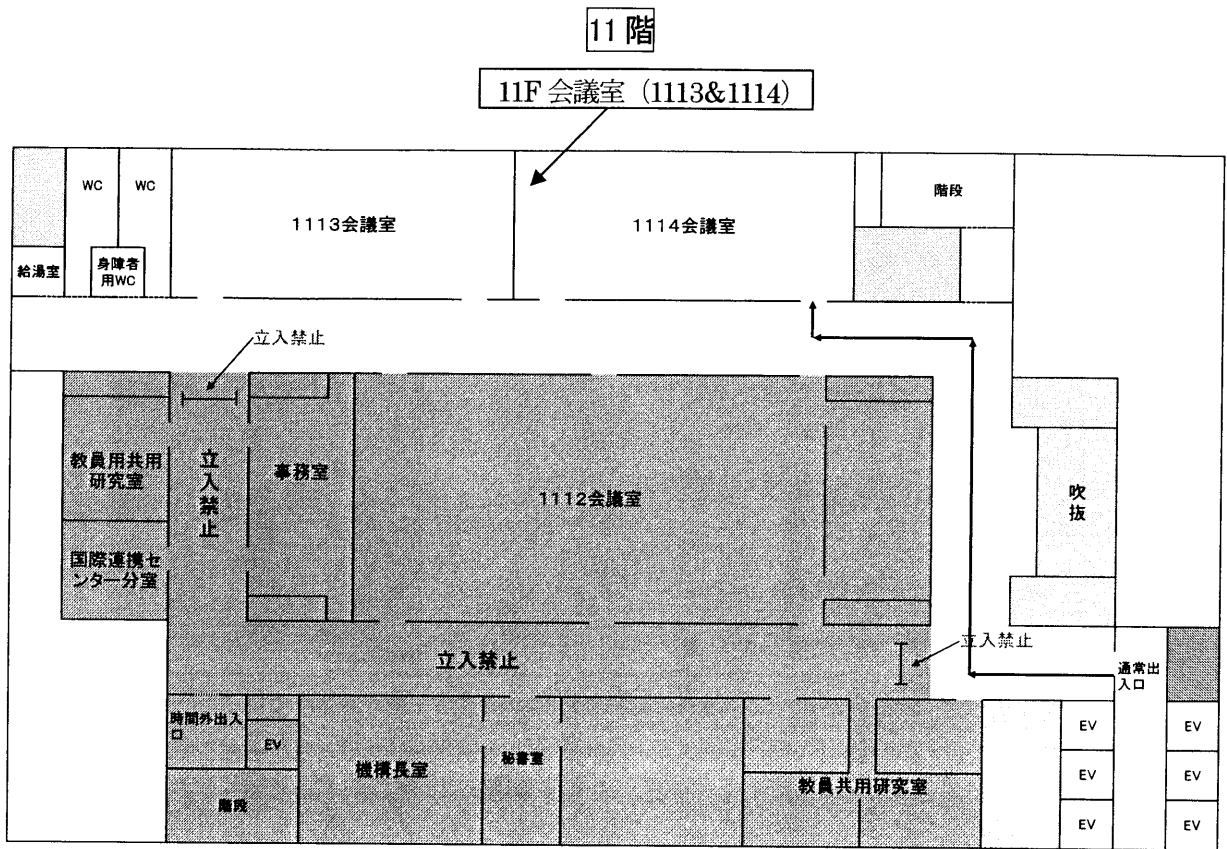 11 階
11F 会議室（1113&1114）
WC
WC
階段
1113会議室
1114会議室
給湯室
身障者
用WC
立入禁止
教員用共用
研究室
立入禁止
事務室
1112会議室
吹抜
国際連携セ
ンター分室
立入禁止
立入禁止
通常出
入口
時間外出入
口
EV
機構長室
秘書室
教員共用研究室
階段
EV
EV
EV
EV
EV
EV